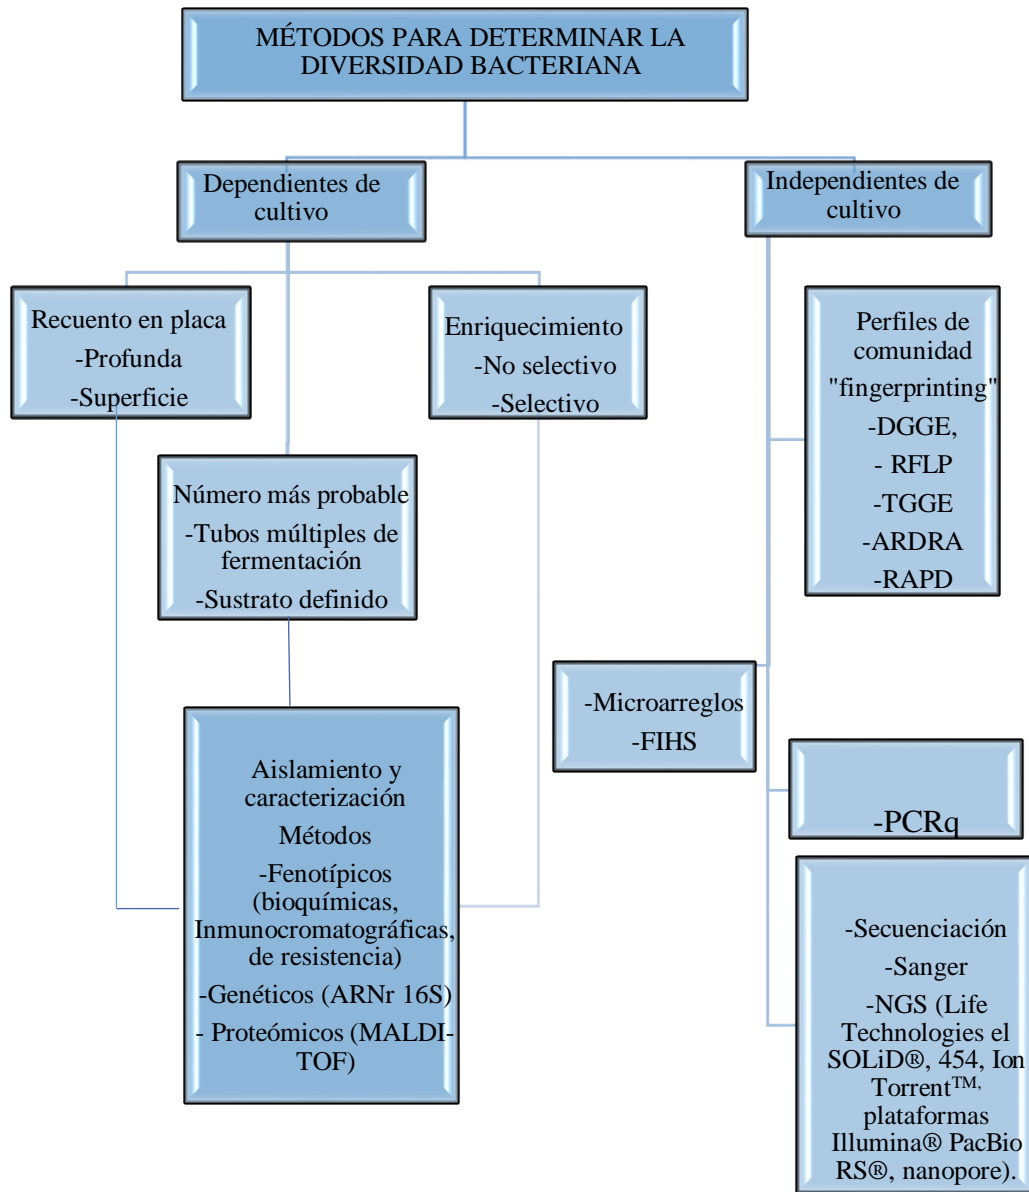 MÉTODOS PARA DETERMINAR LA
DIVERSIDAD BACTERIANA
Dependientes de
cultivo
Independientes de
cultivo
Recuento en placa
-Profunda
-Superficie
Enriquecimiento
-No selectivo
-Selectivo
Número más probable
-Tubos múltiples de
fermentación
-Sustrato definido
Aislamiento y
caracterización
Métodos
-Fenotípicos
(bioquímicas,
Inmunocromatográficas,
de resistencia)
-Genéticos (ARNr 16S)
- Proteómicos (MALDI-
TOF)
Perfiles de
comunidad
"fingerprinting"
-DGGE,
- RFLP
-TGGE
-ARDRA
-RAPD
-Microarreglos
-FIHS
-PCRq
-Secuenciación
-Sanger
-NGS (Life
Technologies el
SOLiD®, 454, Ion
Torrent™,
plataformas
Illumina® PacBio
RS®, nanopore).